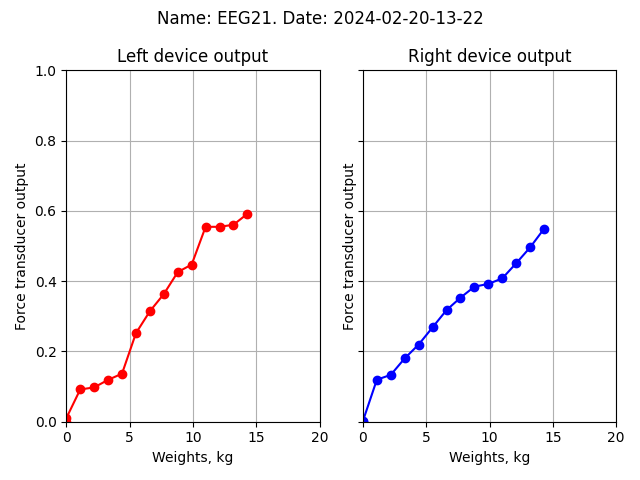 Name: EEG21. Date: 2024-02-20-13-22
Left device output
Right device output
1.0
0.8
0.6
0.4
0.2
0.0
Force transducer output
Force transducer output
0 5 10 15 20
0 5 10 15 20
Weights, kg
Weights, kg